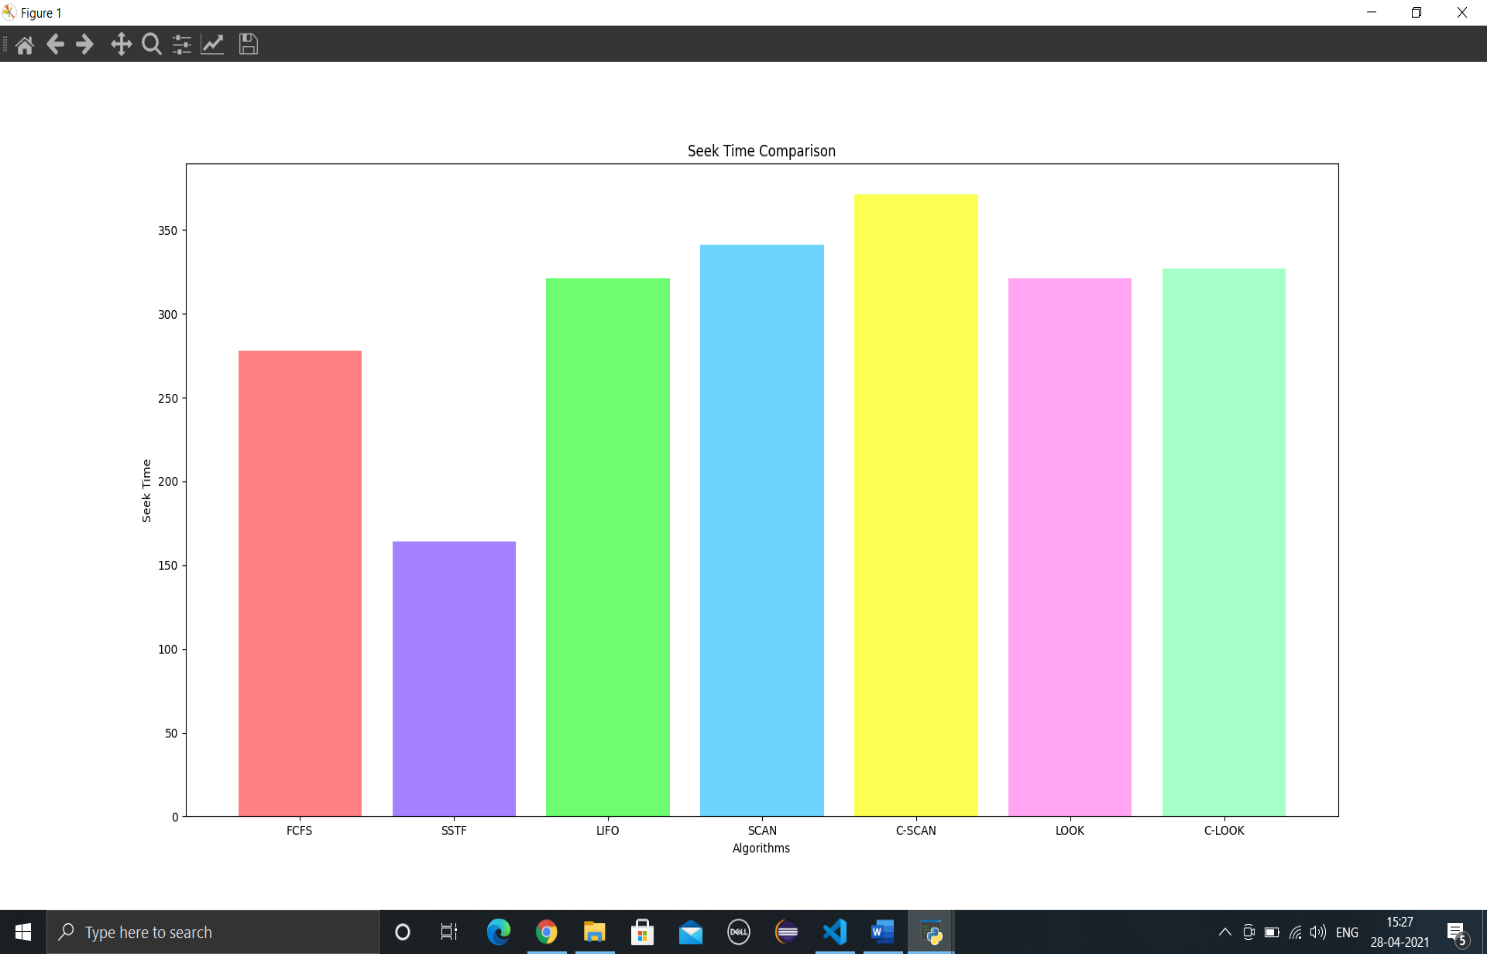 Figure 1
Seek Time Comparison
350
300
250
200
150
100
50
0
Seek Time
FCFS SSTF LIFO SCAN C-SCAN LOOK C-LOOK
Algorithms
Type here to search
DELL
W
ENG
15:27
28-04-2021
5